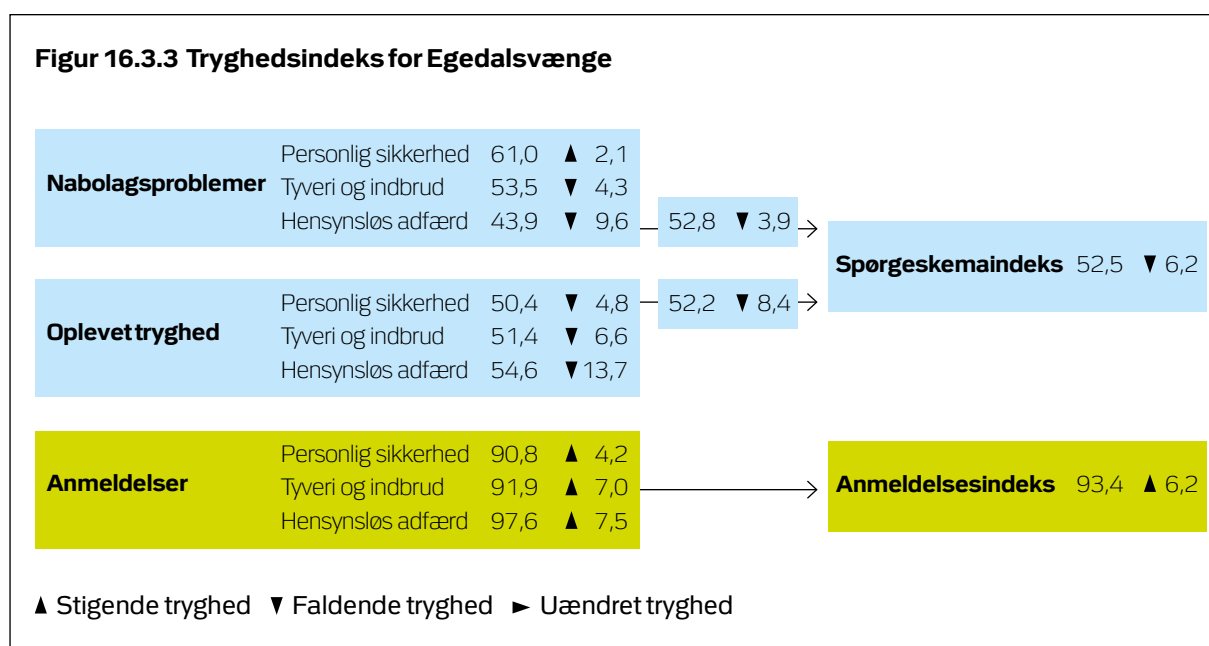 Figur 16.3.3 Tryghedsindeks for Egedalsvænge
Nabolagsproblemer
Personlig sikkerhed 61,0 ▲ 2,1
Tyveri og indbrud 53,5 ▼ 4,3
Hensynsløs adfærd 43,9 ▼ 9,6
52,8 ▼ 3,9
Oplevet tryghed
Personlig sikkerhed 50,4 ▼ 4,8
Tyveri og indbrud 51,4 ▼ 6,6
Hensynsløs adfærd 54,6 ▼ 13,7
52,2 ▼ 8,4
Spørgeskemaindeks 52,5 ▼ 6,2
Anmeldelser
Personlig sikkerhed 90,8 ▲ 4,2
Tyveri og indbrud 91,9 ▲ 7,0
Hensynsløs adfærd 97,6 ▲ 7,5
Anmeldelsesindeks 93,4 ▲ 6,2
▲ Stigende tryghed ▼ Faldende tryghed ► Uændret tryghed